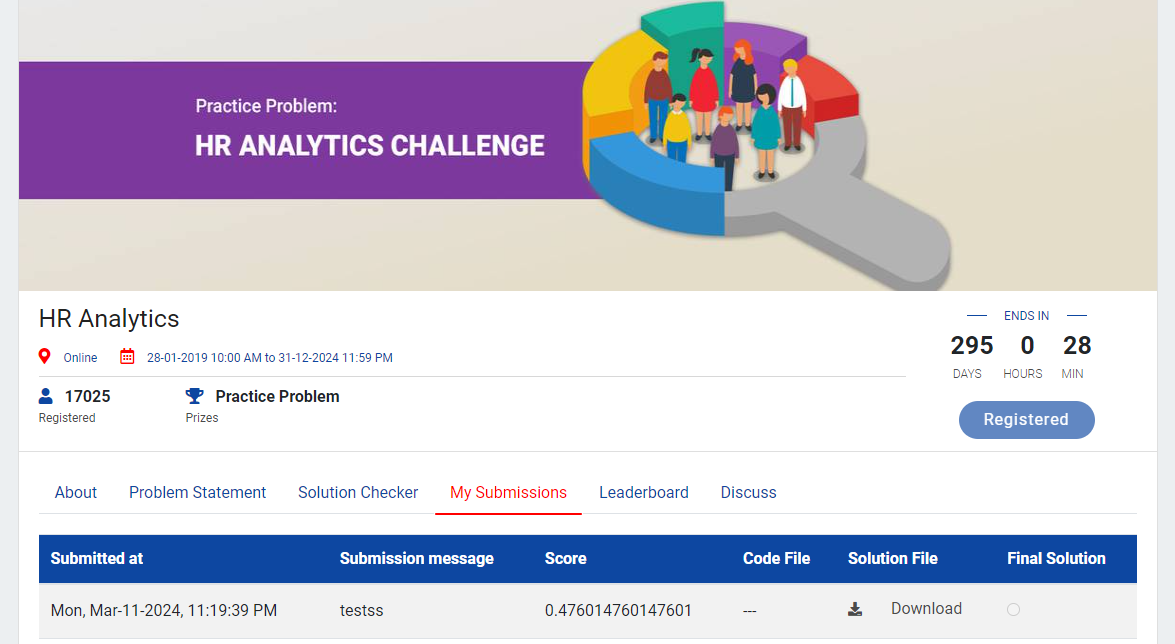 Practice Problem:
HR ANALYTICS CHALLENGE
HR Analytics
Online 28-01-2019 10:00 AM to 31-12-2024 11:59 PM
17025 Practice Problem
Registered Prizes
ENDS IN
295 0 28
DAYS HOURS MIN
Registered
About Problem Statement Solution Checker My Submissions Leaderboard Discuss
Submitted at Submission message Score Code File Solution File Final Solution
Mon, Mar-11-2024, 11:19:39 PM testss 0.476014760147601 --- Download